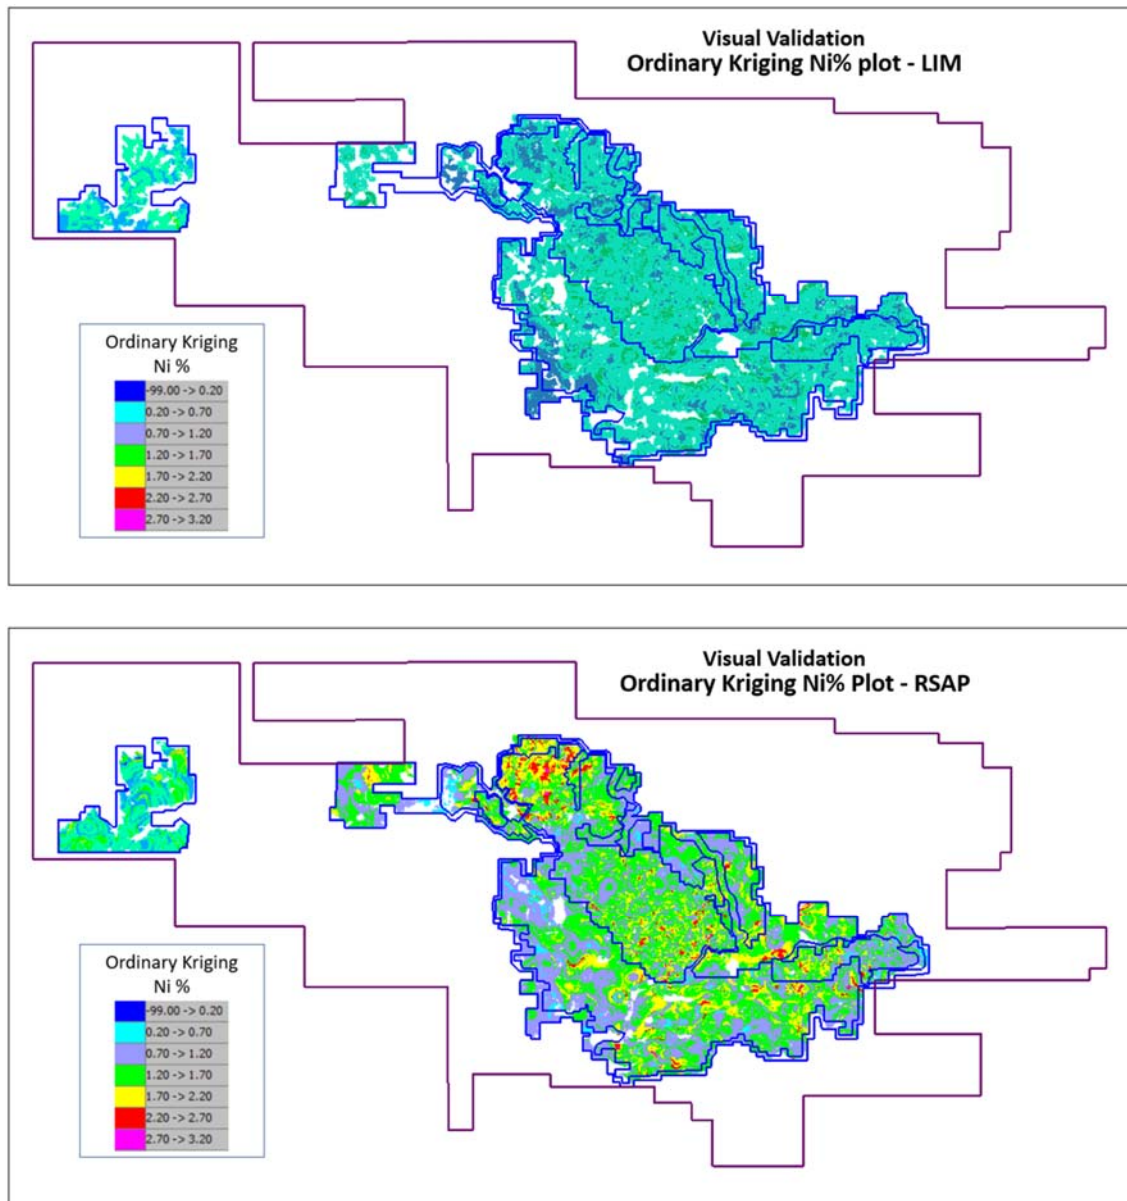 Visual Validation
Ordinary Kriging Ni% plot - LIM
Ordinary Kriging
Ni %
-99.00 -> 0.20
0.20 -> 0.70
0.70 -> 1.20
1.20 -> 1.70
1.70 -> 2.20
2.20 -> 2.70
2.70 -> 3.20
Visual Validation
Ordinary Kriging Ni% Plot - RSAP
Ordinary Kriging
Ni %
-99.00 -> 0.20
0.20 -> 0.70
0.70 -> 1.20
1.20 -> 1.70
1.70 -> 2.20
2.20 -> 2.70
2.70 -> 3.20